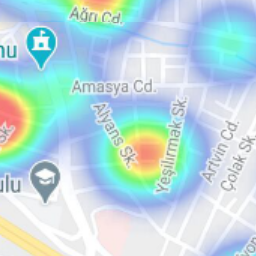 Ağrı Cd.
nu
Amasya Cd.
Alyans Sk.
Yeşilırmak Sk.
Artvin Cd.
Çolak Sk.
Sk.
ulu